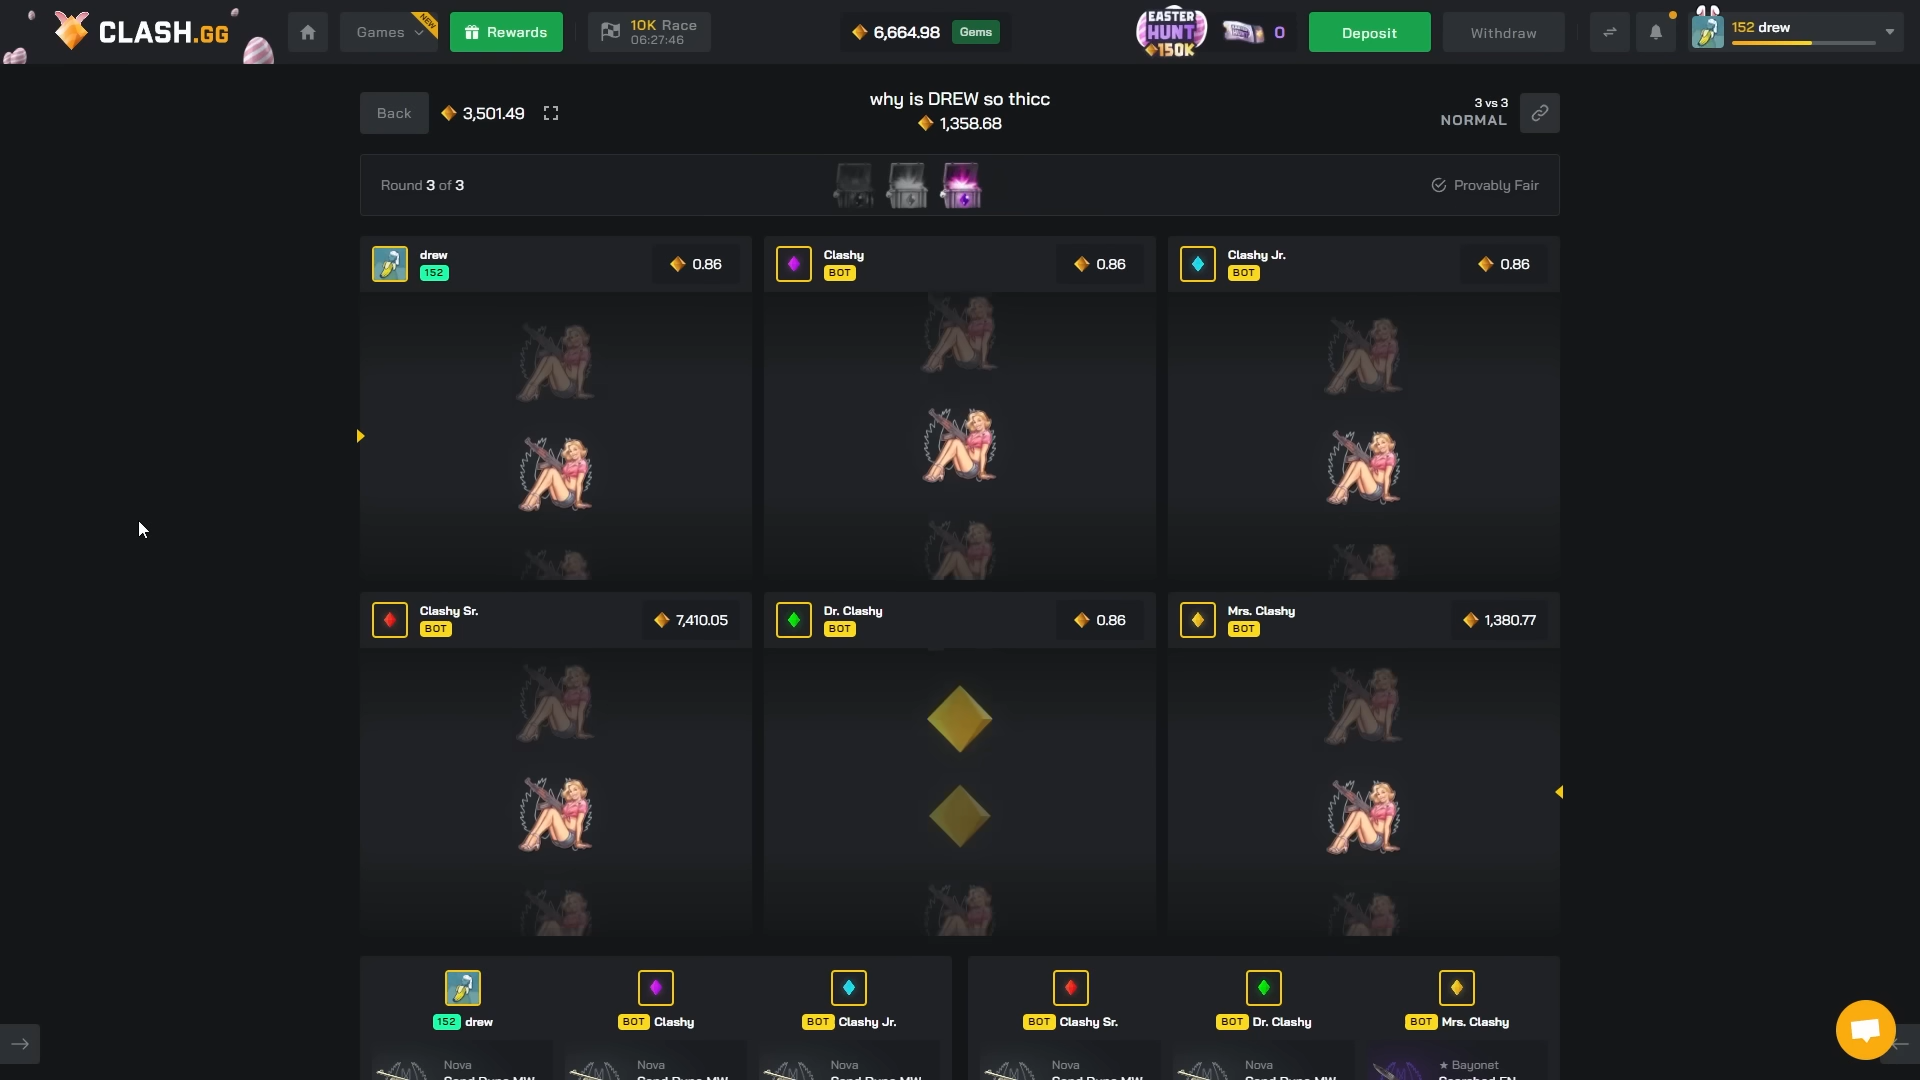 CLASH.GG
Games
NEW
Rewards
10K Race
06:27:46
6,664.98
Gems
EASTER
HUNT
150K
0
Deposit
Withdraw
152 drew
Back
3,501.49
why is DREW so thicc
1,358.68
3 vs 3
NORMAL
Round 3 of 3
Provably Fair
drew
152
0.86
Clashy
BOT
0.86
Clashy Jr.
BOT
0.86
Clashy Sr.
BOT
7,410.05
Dr. Clashy
BOT
0.86
Mrs. Clashy
BOT
1,380.77
152 drew
BOT Clashy
BOT Clashy Jr.
BOT Clashy Sr.
BOT Dr. Clashy
BOT Mrs. Clashy
Nova
Nova
Nova
Nova
Nova
★ Bayonet